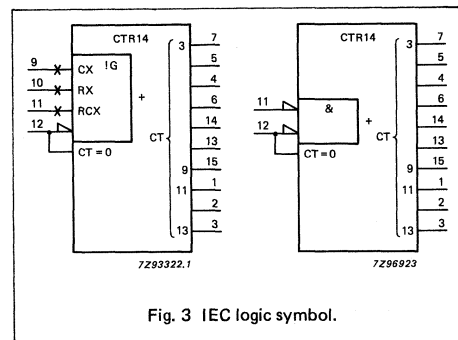 CTR14
9 CX !G
10 RX
11 RCX
12
CT = 0
+
CT
3 7
5
4
6
14
13
9 15
11 1
2
13 3
7Z93322.1
CTR14
11 &
12
CT = 0
+
CT
3 7
5
4
6
14
13
9 15
11 1
2
13 3
7Z96923
Fig. 3 IEC logic symbol.